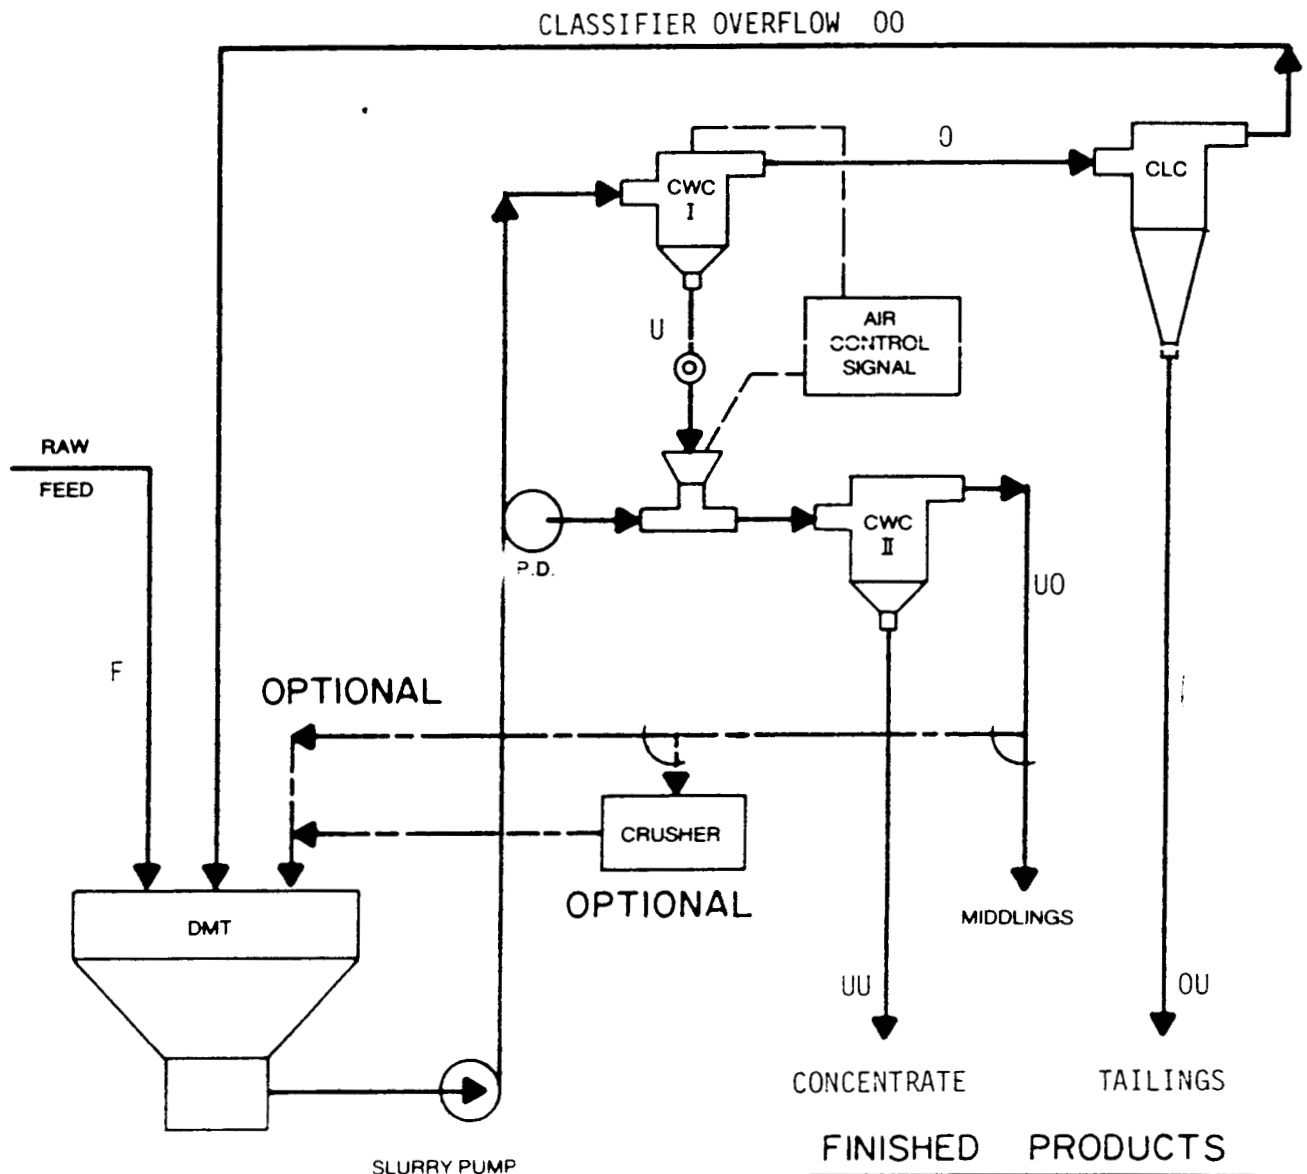 CLASSIFIER OVERFLOW OO
O
CWC
I
CLC
U
AIR
CONTROL
SIGNAL
RAW
FEED
CWC
II
P.D.
UO
F
OPTIONAL
CRUSHER
OPTIONAL
MIDDLINGS
DMT
UU
OU
CONCENTRATE
TAILINGS
FINISHED PRODUCTS
SLURRY PUMP